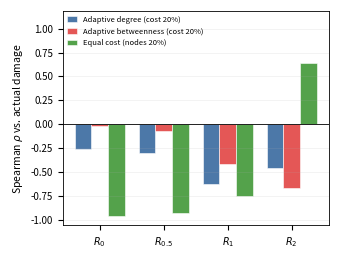 Adaptive degree (cost 20%)
Adaptive betweenness (cost 20%)
Equal cost (nodes 20%)
Spearman ρ vs. actual damage
1.00
0.75
0.50
0.25
0.00
-0.25
-0.50
-0.75
-1.00
R₀ R₀.₅ R₁ R₂